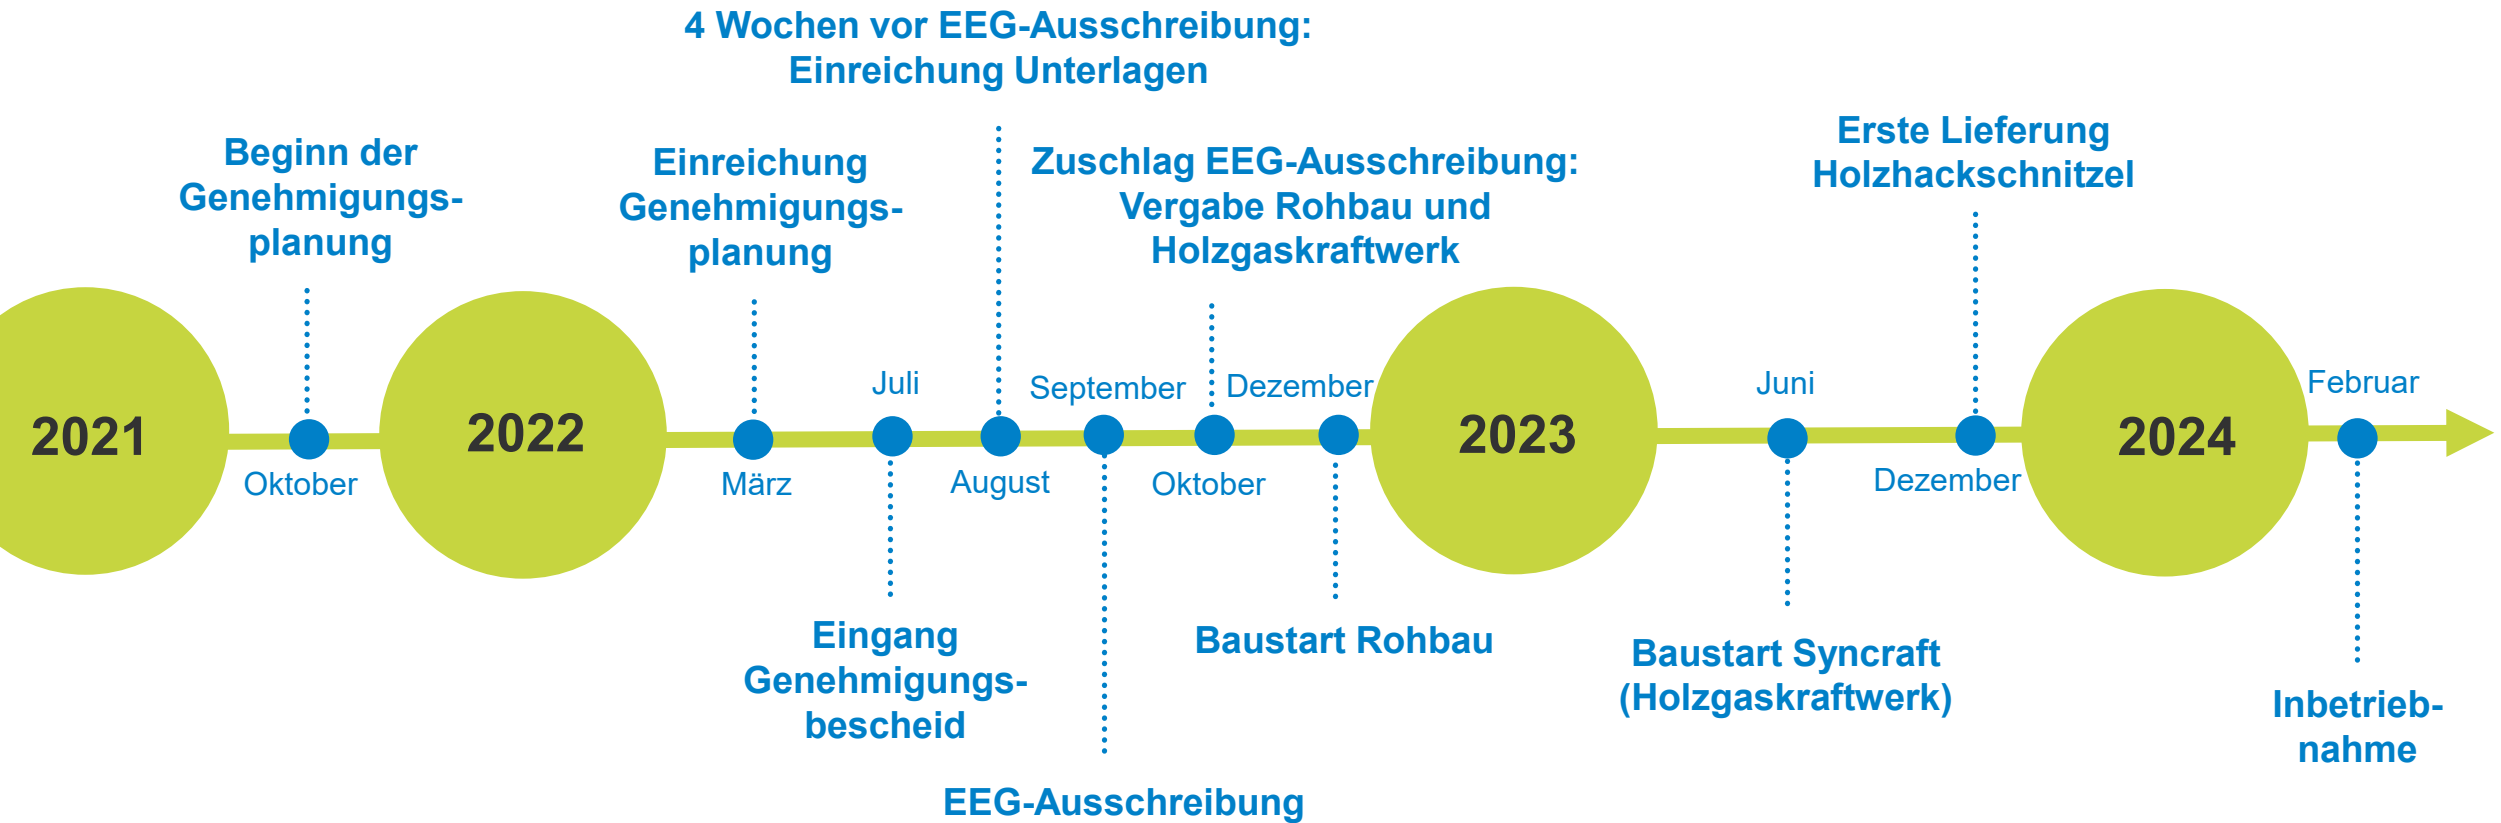 4 Wochen vor EEG-Ausschreibung:
Einreichung Unterlagen
Beginn der
Genehmigungs-
planung
Einreichung
Genehmigungs-
planung
Zuschlag EEG-Ausschreibung:
Vergabe Rohbau und
Holzgaskraftwerk
Erste Lieferung
Holzhackschnitzel
2021
Oktober
2022
März
Juli
August
September
Oktober
Dezember
2023
Juni
Dezember
2024
Februar
Eingang
Genehmigungs-
bescheid
EEG-Ausschreibung
Baustart Rohbau
Baustart Syncraft
(Holzgaskraftwerk)
Inbetrieb-
nahme